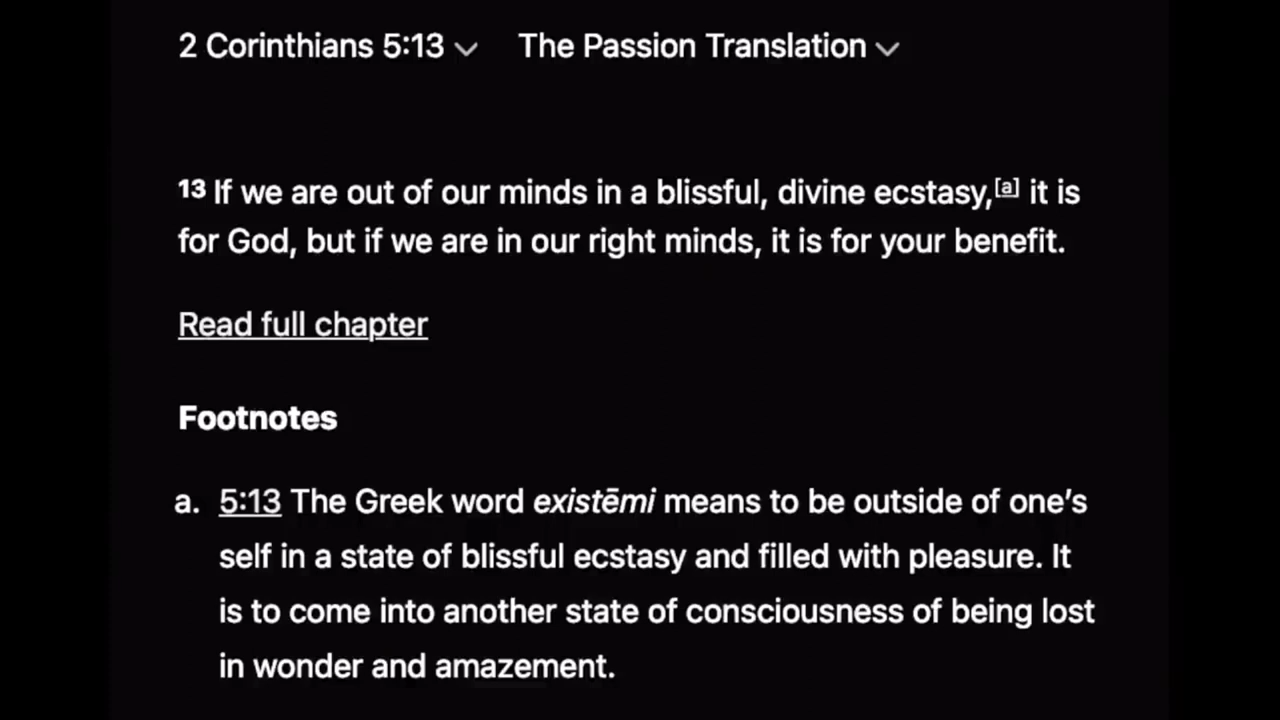 2 Corinthians 5:13 The Passion Translation
13 If we are out of our minds in a blissful, divine ecstasy,[a] it is
for God, but if we are in our right minds, it is for your benefit.
Read full chapter
Footnotes
a. 5:13 The Greek word existēmi means to be outside of one's
self in a state of blissful ecstasy and filled with pleasure. It
is to come into another state of consciousness of being lost
in wonder and amazement.